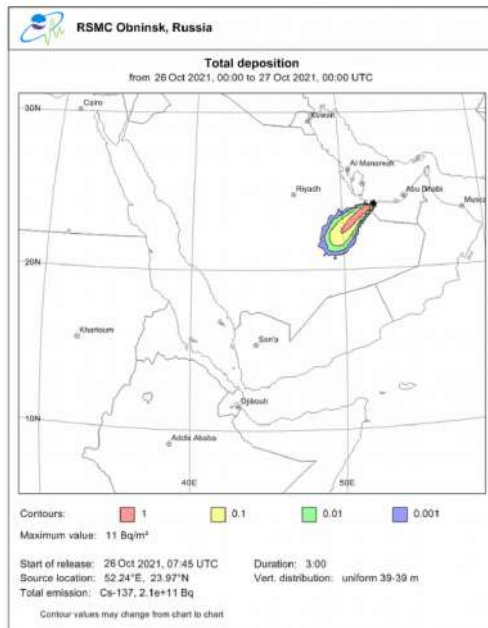 RSMC Obninsk, Russia
Total deposition
from 26 Oct 2021, 00:00 to 27 Oct 2021, 00:00 UTC
30N
Cairo
Kuwait
Al Manamah
Riyadh
Abu Dhabi
20N
Khartoum
San'a
Djibouti
10N
Addis Ababa
40E
50E
Contours: 1 0.1 0.01 0.001
Maximum value: 11 Bq/m²
Start of release: 26 Oct 2021, 07:45 UTC Duration: 3:00
Source location: 52.24°E, 23.97°N Vert. distribution: uniform 39-39 m
Total emission: Cs-137, 2.1e+11 Bq
Contour values may change from chart to chart